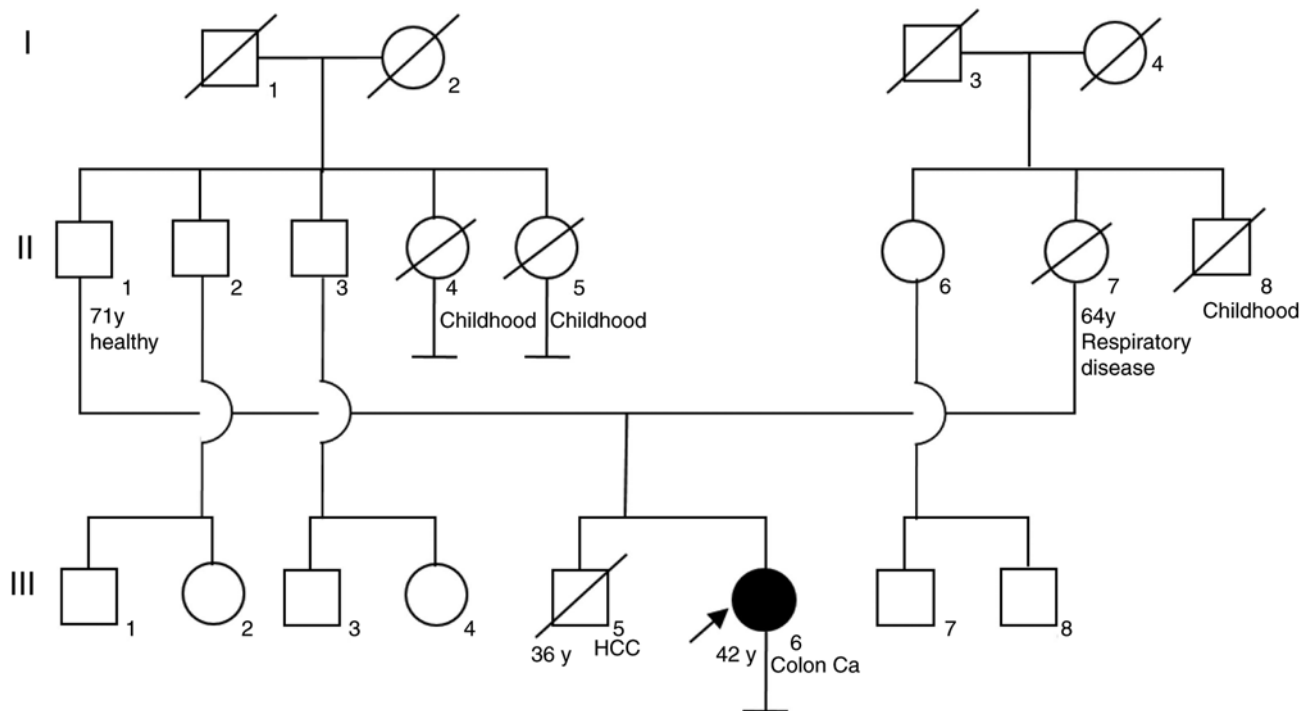 I
1
2
3
4
II
1
2
3
4
5
6
7
8
71y
healthy
Childhood
Childhood
64y
Respiratory
disease
Childhood
III
1
2
3
4
5
6
7
8
36 y
HCC
42 y
Colon Ca